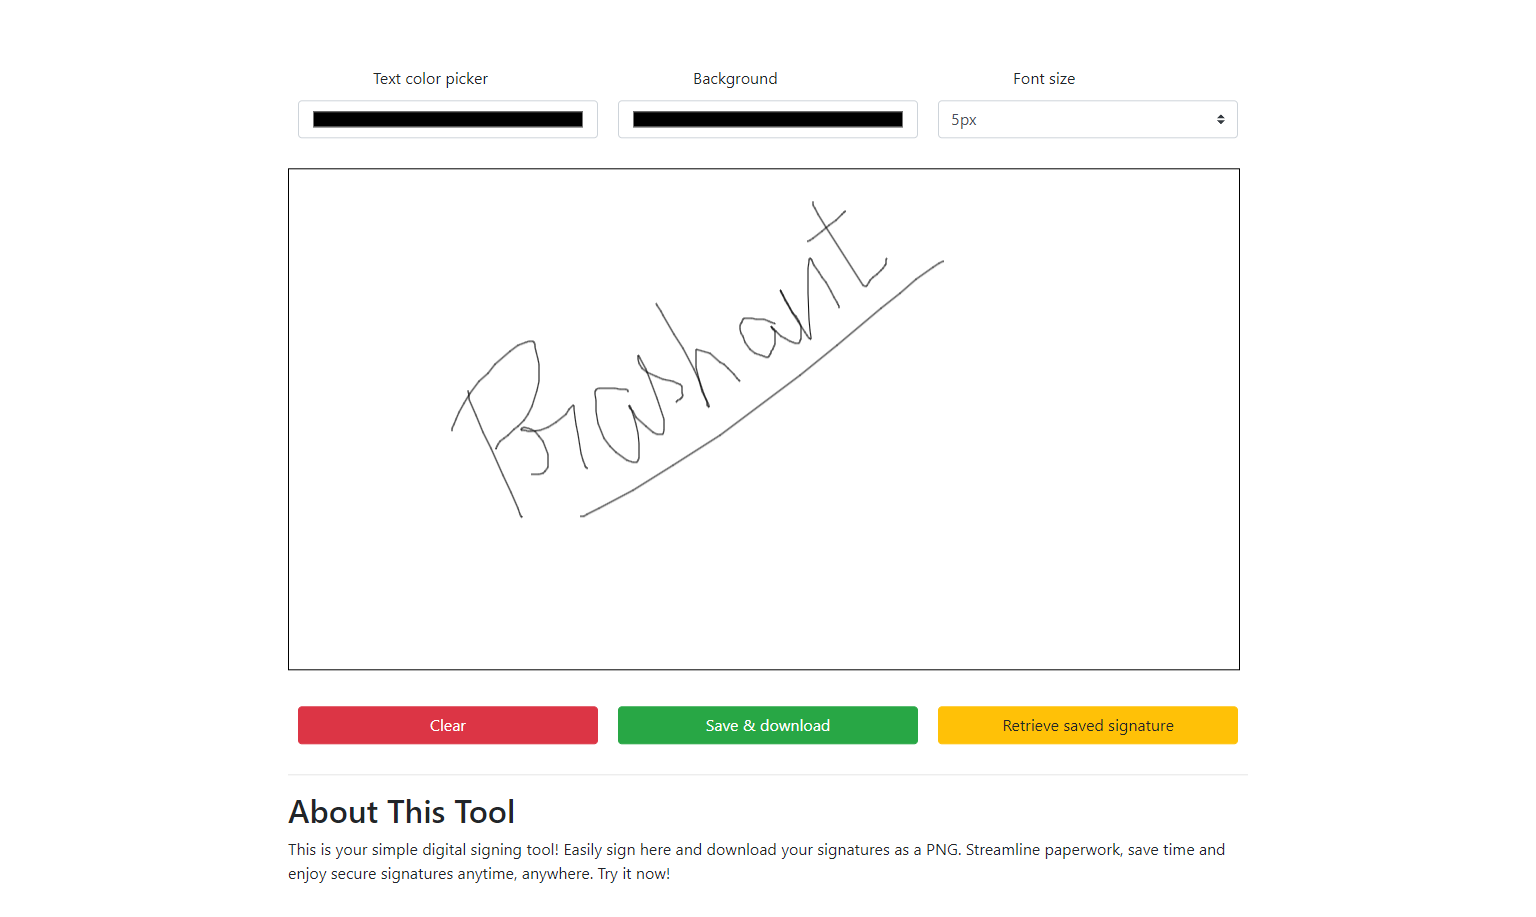 Text color picker
Background
Font size
5px
Prashant
Clear
Save & download
Retrieve saved signature
About This Tool
This is your simple digital signing tool! Easily sign here and download your signatures as a PNG. Streamline paperwork, save time and
enjoy secure signatures anytime, anywhere. Try it now!